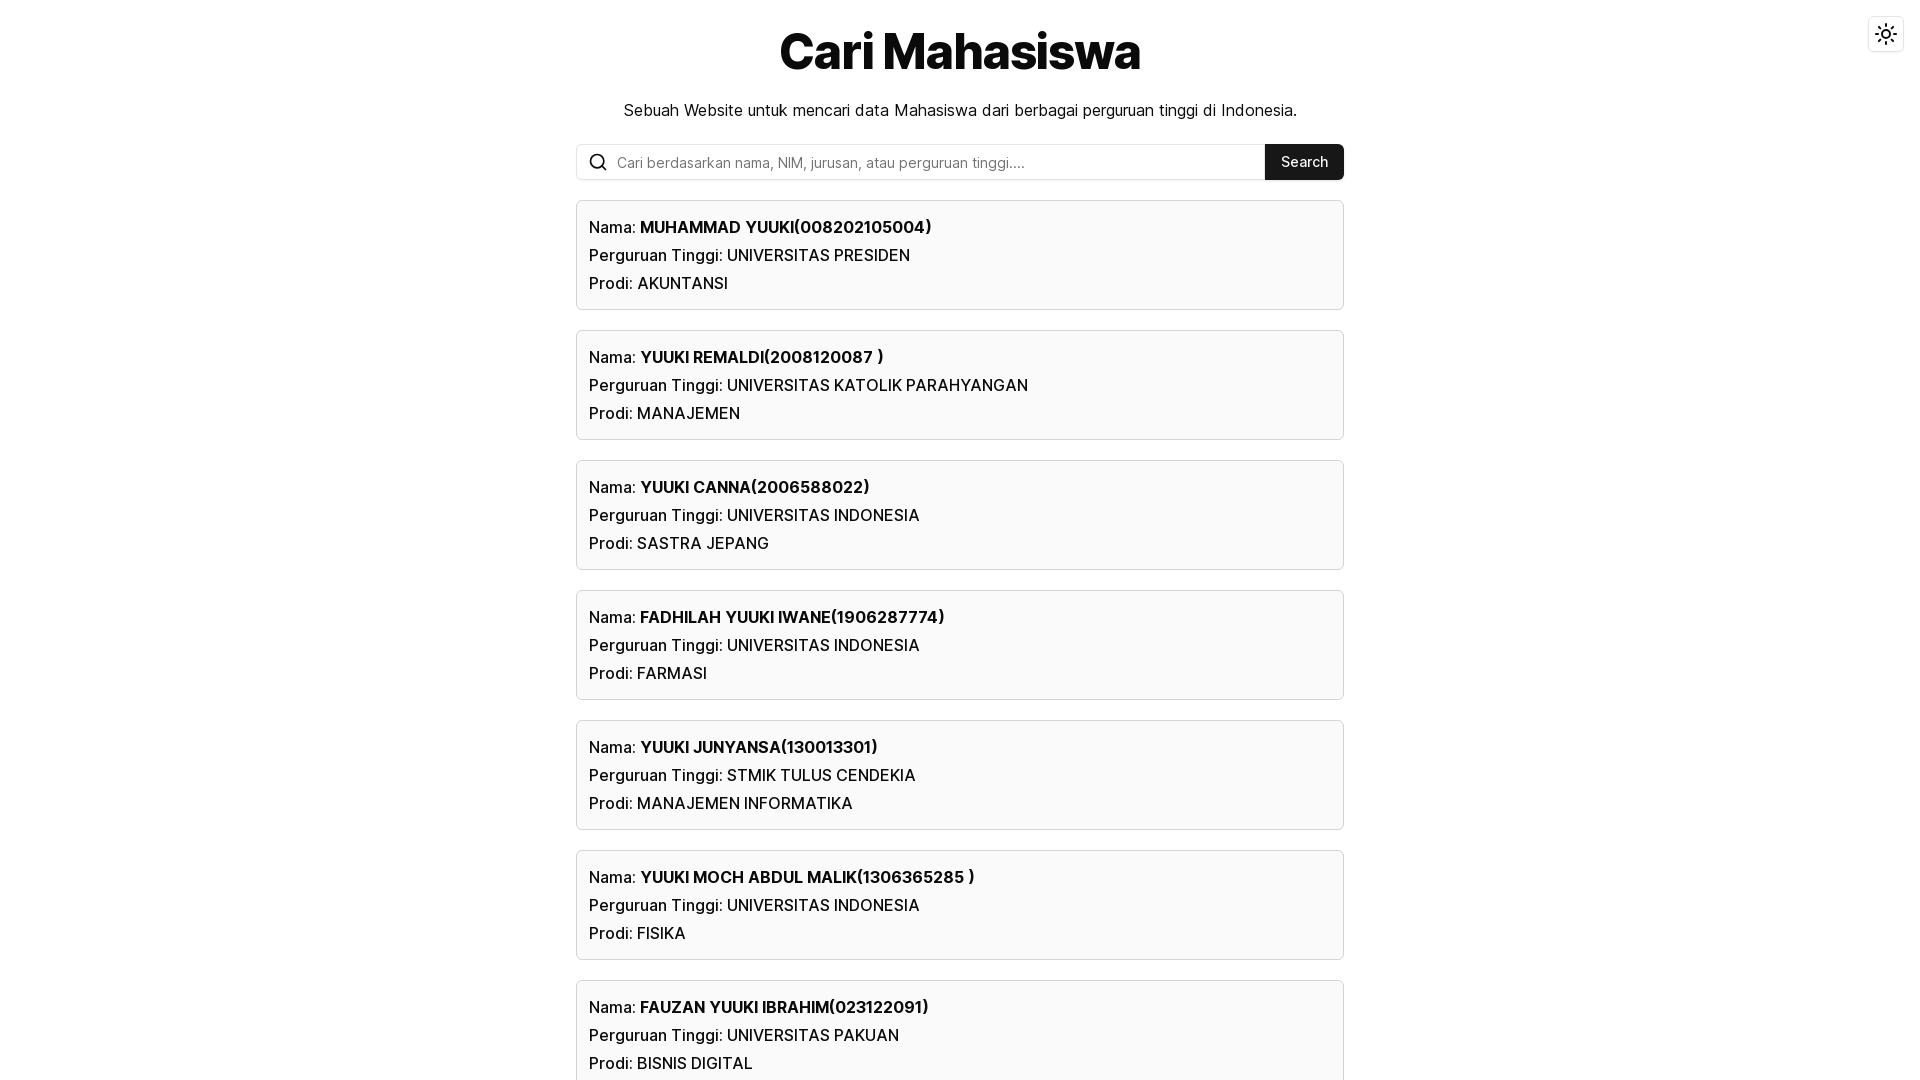 Cari Mahasiswa
Sebuah Website untuk mencari data Mahasiswa dari berbagai perguruan tinggi di Indonesia.
Cari berdasarkan nama, NIM, jurusan, atau perguruan tinggi....
Search
Nama: MUHAMMAD YUUKI(008202105004)
Perguruan Tinggi: UNIVERSITAS PRESIDEN
Prodi: AKUNTANSI
Nama: YUUKI REMALDI(2008120087 )
Perguruan Tinggi: UNIVERSITAS KATOLIK PARAHYANGAN
Prodi: MANAJEMEN
Nama: YUUKI CANNA(2006588022)
Perguruan Tinggi: UNIVERSITAS INDONESIA
Prodi: SASTRA JEPANG
Nama: FADHILAH YUUKI IWANE(1906287774)
Perguruan Tinggi: UNIVERSITAS INDONESIA
Prodi: FARMASI
Nama: YUUKI JUNYANSA(130013301)
Perguruan Tinggi: STMIK TULUS CENDEKIA
Prodi: MANAJEMEN INFORMATIKA
Nama: YUUKI MOCH ABDUL MALIK(1306365285 )
Perguruan Tinggi: UNIVERSITAS INDONESIA
Prodi: FISIKA
Nama: FAUZAN YUUKI IBRAHIM(023122091)
Perguruan Tinggi: UNIVERSITAS PAKUAN
Prodi: BISNIS DIGITAL